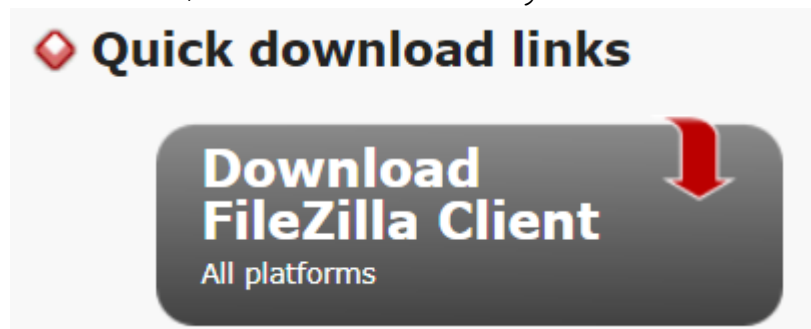 Quick download links
Download
FileZilla Client
All platforms